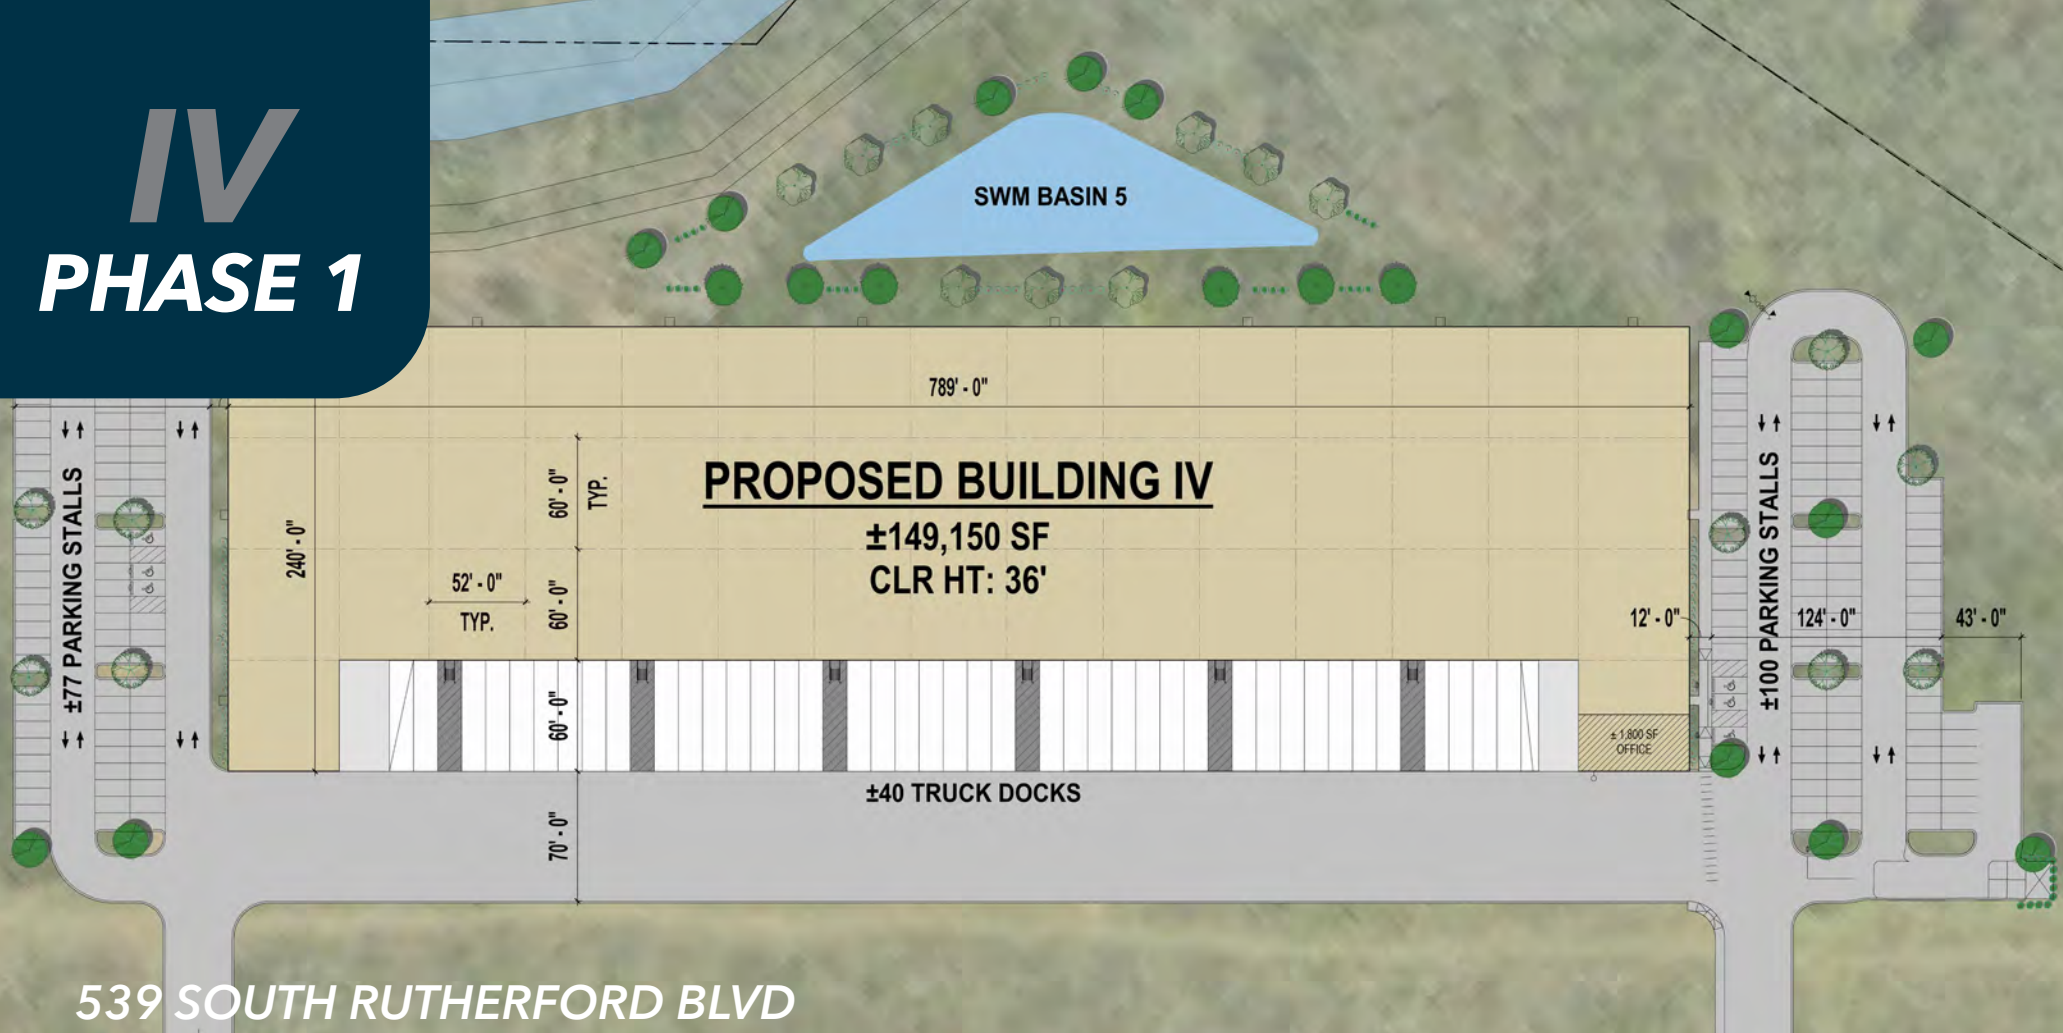 IV
PHASE 1
SWM BASIN 5
789' - 0"
PROPOSED BUILDING IV
±149,150 SF
CLR HT: 36'
240' - 0"
60' - 0"
TYP.
52' - 0"
TYP.
60' - 0"
60' - 0"
70' - 0"
±77 PARKING STALLS
±100 PARKING STALLS
12' - 0"
124' - 0"
43' - 0"
± 1,800 SF
OFFICE
±40 TRUCK DOCKS
539 SOUTH RUTHERFORD BLVD